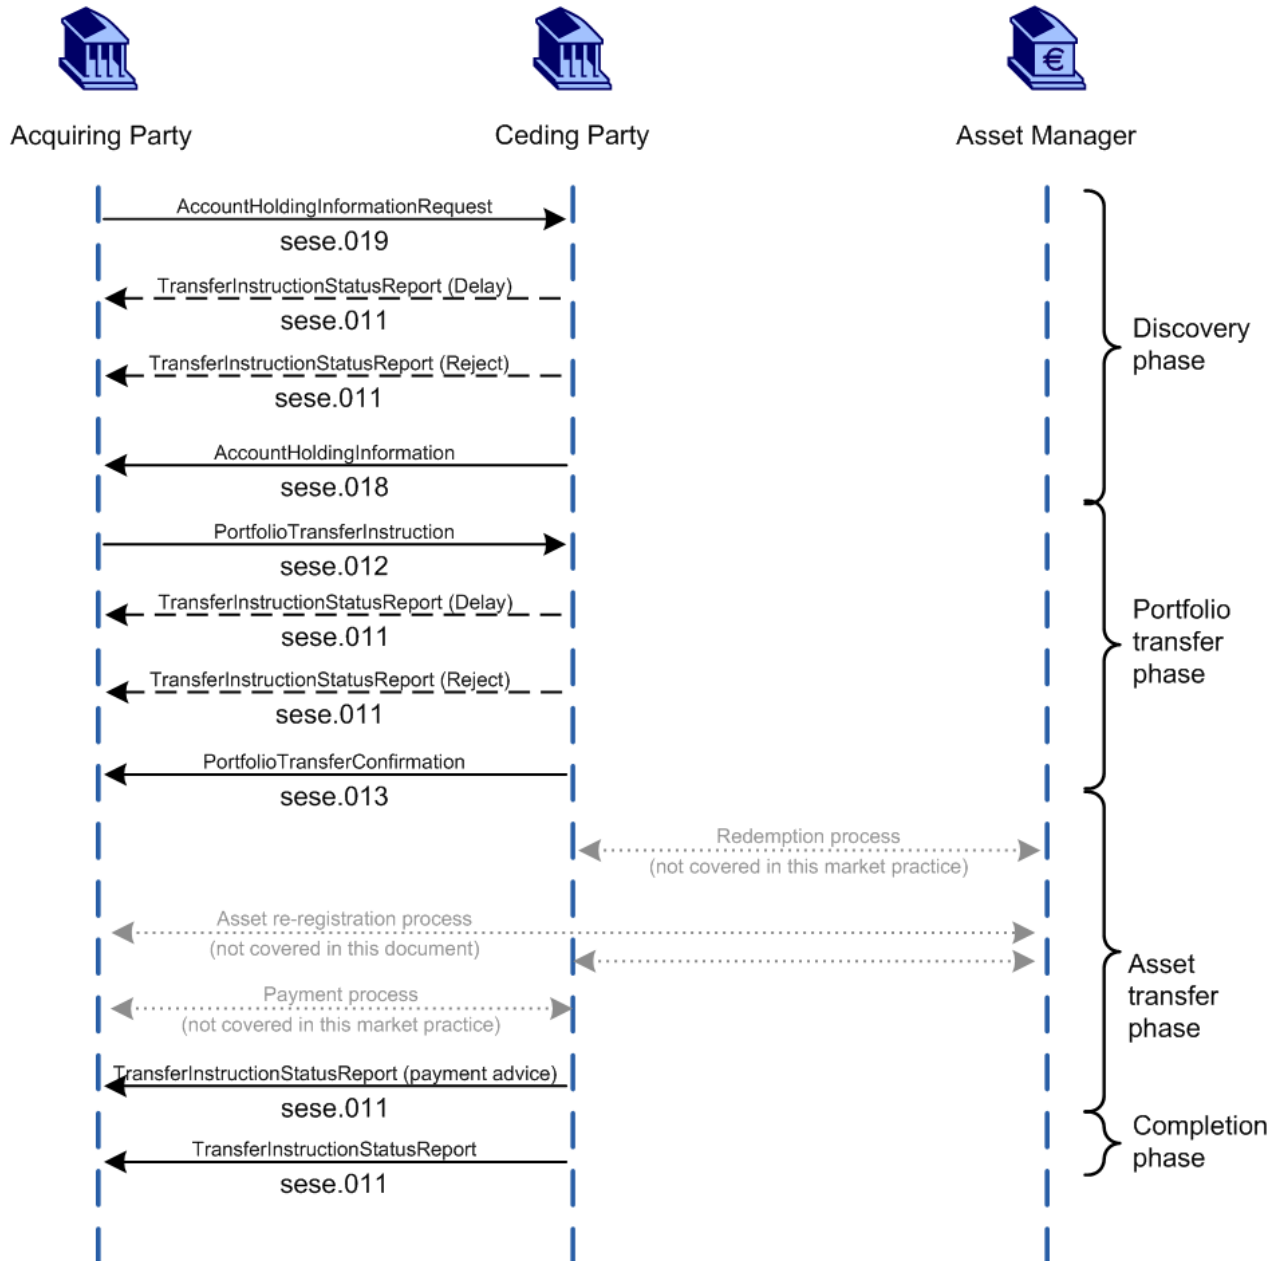 €
Acquiring Party
Ceding Party
Asset Manager
AccountHoldingInformationRequest
sese.019
TransferInstructionStatusReport (Delay)
sese.011
TransferInstructionStatusReport (Reject)
sese.011
AccountHoldingInformation
sese.018
Discovery
phase
PortfolioTransferInstruction
sese.012
TransferInstructionStatusReport (Delay)
sese.011
TransferInstructionStatusReport (Reject)
sese.011
PortfolioTransferConfirmation
sese.013
Portfolio
transfer
phase
Redemption process
(not covered in this market practice)
Asset re-registration process
(not covered in this document)
Payment process
(not covered in this market practice)
TransferInstructionStatusReport (payment advice)
sese.011
Asset
transfer
phase
TransferInstructionStatusReport
sese.011
Completion
phase